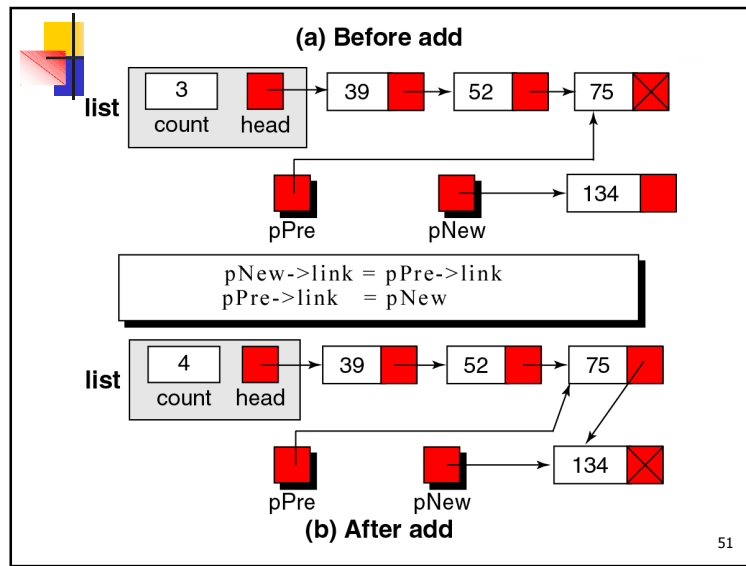 (a) Before add
list
3
count head
39
52
75
pPre
pNew
134
pNew->link = pPre->link
pPre->link = pNew
list
4
count head
39
52
75
pPre
pNew
134
(b) After add
51